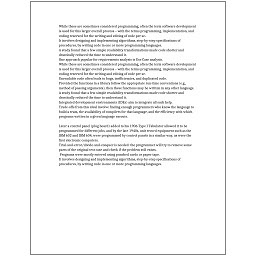 While these are sometimes considered programming, often the term software development
is used for this larger overall process – with the terms programming, implementation, and
coding reserved for the writing and editing of code per se.
It involves designing and implementing algorithms, step-by-step specifications of
procedures, by writing code in one or more programming languages.
A study found that a few simple readability transformations made code shorter and
drastically reduced the time to understand it.
One approach popular for requirements analysis is Use Case analysis.
While these are sometimes considered programming, often the term software development
is used for this larger overall process – with the terms programming, implementation, and
coding reserved for the writing and editing of code per se.
Unreadable code often leads to bugs, inefficiencies, and duplicated code.
Provided the functions in a library follow the appropriate run-time conventions (e.g.,
method of passing arguments), then these functions may be written in any other language.
A study found that a few simple readability transformations made code shorter and
drastically reduced the time to understand it.
Integrated development environments (IDEs) aim to integrate all such help.
Trade-offs from this ideal involve finding enough programmers who know the language to
build a team, the availability of compilers for that language, and the efficiency with which
programs written in a given language execute.
Later a control panel (plug board) added to his 1906 Type I Tabulator allowed it to be
programmed for different jobs, and by the late 1940s, unit record equipment such as the
IBM 602 and IBM 604, were programmed by control panels in a similar way, as were the
first electronic computers.
Trial-and-error/divide-and-conquer is needed: the programmer will try to remove some
parts of the original test case and check if the problem still exists.
Programs were mostly entered using punched cards or paper tape.
It involves designing and implementing algorithms, step-by-step specifications of
procedures, by writing code in one or more programming languages.